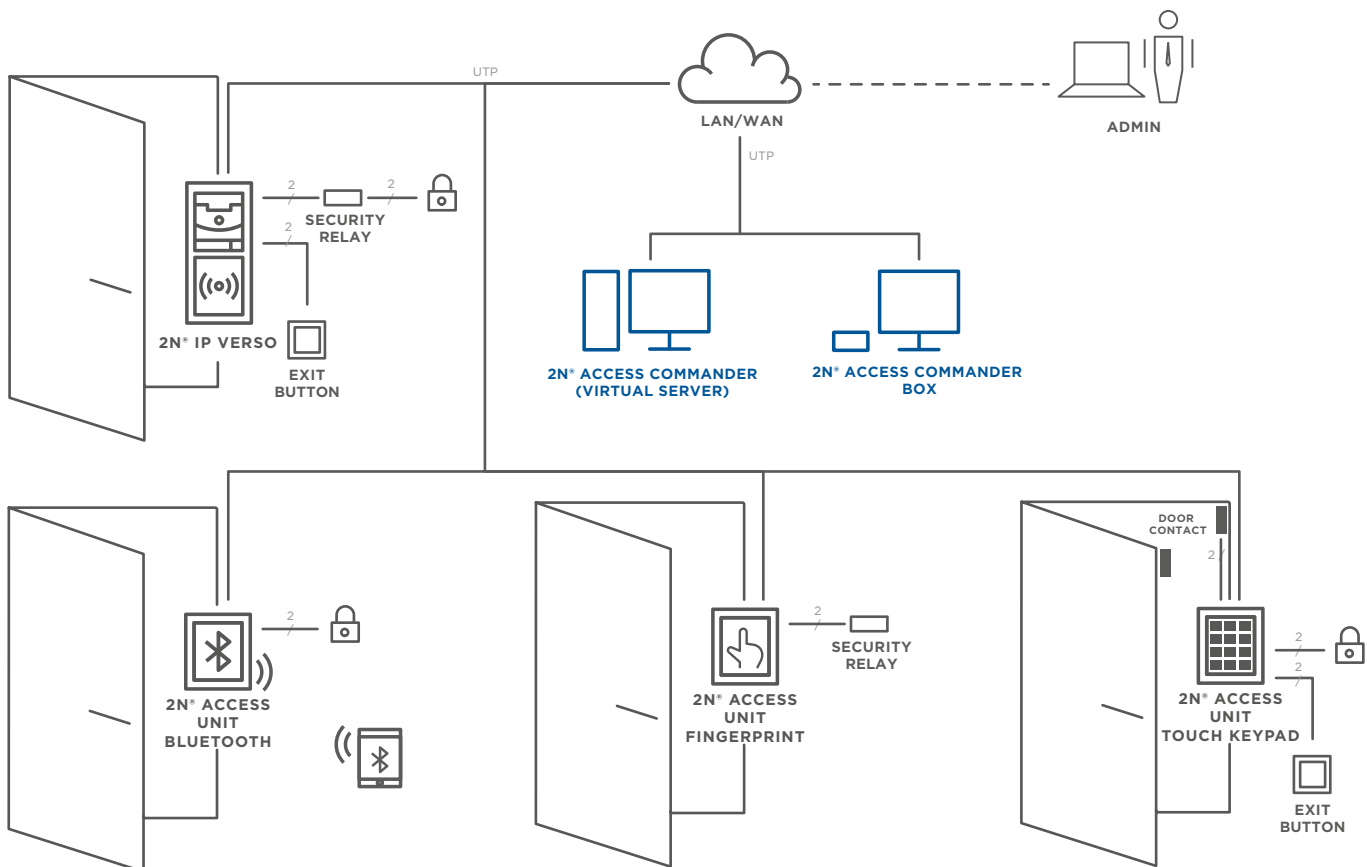 UTP
LAN/WAN
ADMIN
UTP
2
2
SECURITY
RELAY
2
2N® IP VERSO
EXIT
BUTTON
2N® ACCESS COMMANDER
(VIRTUAL SERVER)
2N® ACCESS COMMANDER
BOX
2
2N® ACCESS
UNIT
BLUETOOTH
2
SECURITY
RELAY
2N® ACCESS
UNIT
FINGERPRINT
DOOR
CONTACT
2
2
2
2N® ACCESS
UNIT
TOUCH KEYPAD
EXIT
BUTTON